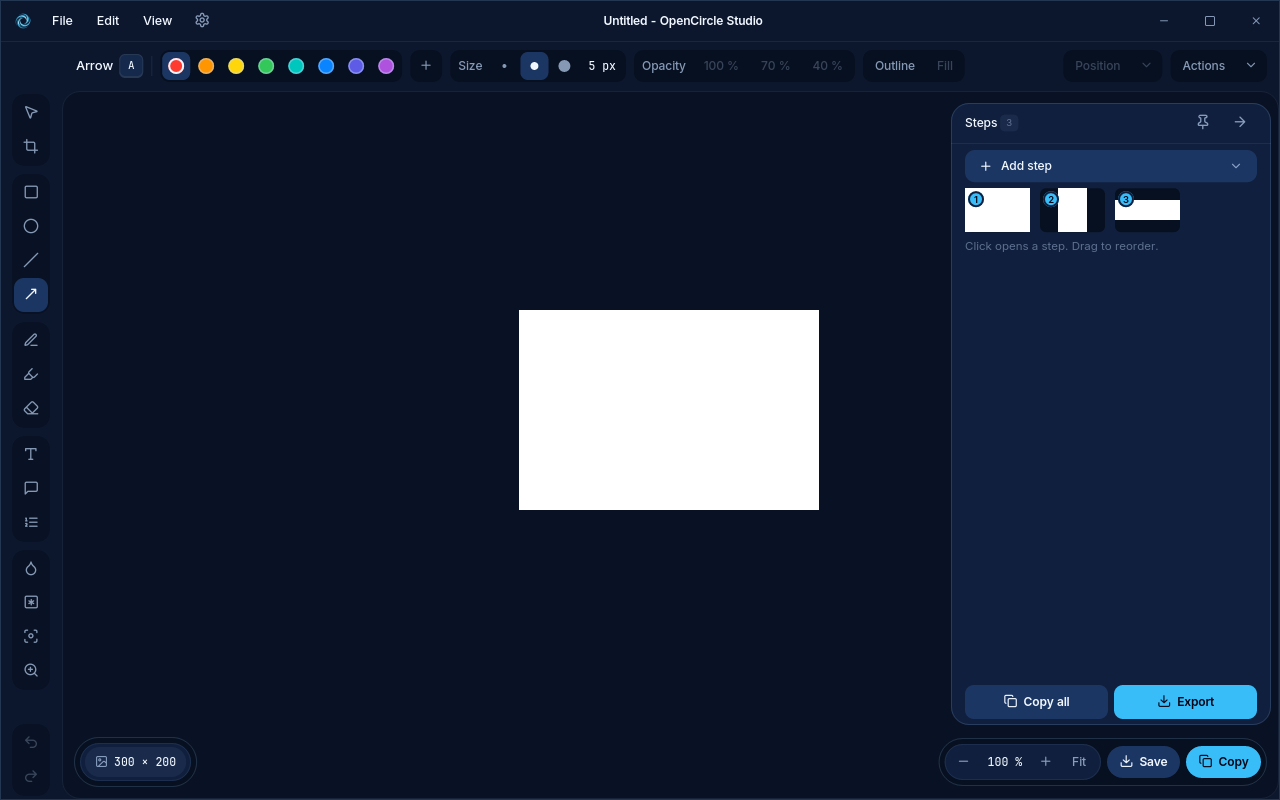 File Edit View Untitled - OpenCircle Studio
Arrow A Size 5 px Opacity 100 % 70 % 40 % Outline Fill Position Actions
Steps 3
Add step
1 2 3
Click opens a step. Drag to reorder.
Copy all Export
300 × 200 100 % Fit Save Copy